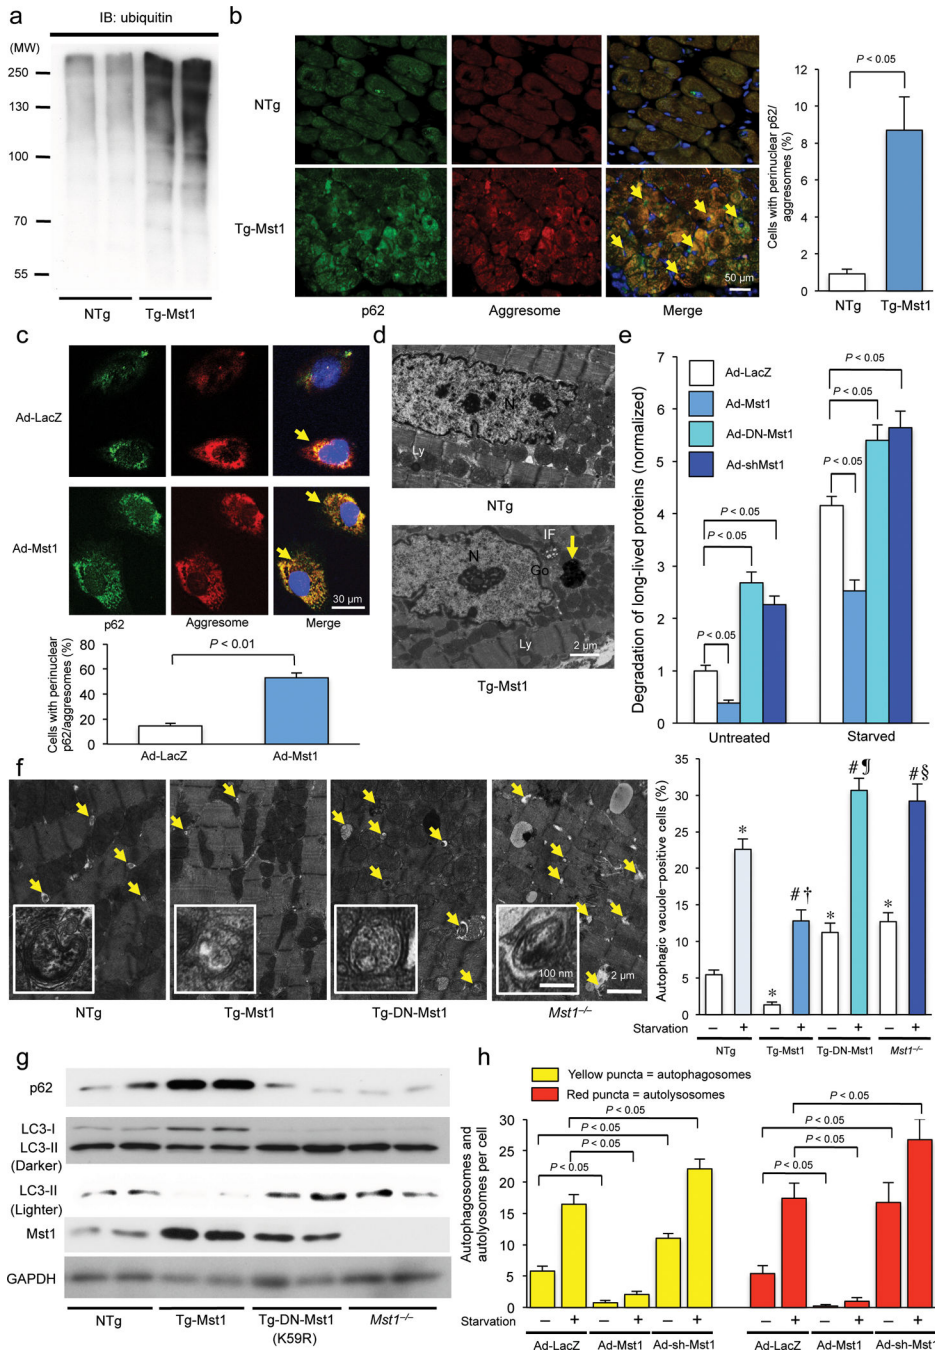 a
IB: ubiquitin
(MW)
250
130
100
70
55
NTg
Tg-Mst1
b
NTg
Tg-Mst1
50 µm
p62
Aggresome
Merge
Cells with perinuclear p62/
aggresomes (%)
12
10
8
6
4
2
0
P < 0.05
NTg
Tg-Mst1
c
Ad-LacZ
Ad-Mst1
30 µm
p62
Aggresome
Merge
Cells with perinuclear
p62/aggresomes (%)
80
60
40
20
0
P < 0.01
Ad-LacZ
Ad-Mst1
d
N
Ly
NTg
IF
N
Go
Ly
2 µm
Tg-Mst1
e
Degradation of long-lived proteins (normalized)
8
7
6
5
4
3
2
1
0
Ad-LacZ
Ad-Mst1
Ad-DN-Mst1
Ad-shMst1
P < 0.05
P < 0.05
P < 0.05
P < 0.05
P < 0.05
P < 0.05
Untreated
Starved
f
100 nm
2 µm
NTg
Tg-Mst1
Tg-DN-Mst1
Mst1–/–
Autophagic vacuole–positive cells (%)
35
30
25
20
15
10
5
0
*
*
#†
*
#¶
*
#§
Starvation
– + – + – + – +
NTg
Tg-Mst1
Tg-DN-Mst1
Mst1–/–
g
p62
LC3-I
LC3-II
(Darker)
LC3-II
(Lighter)
Mst1
GAPDH
NTg
Tg-Mst1
Tg-DN-Mst1
(K59R)
Mst1–/–
h
Yellow puncta = autophagosomes
Red puncta = autolysosomes
Autophagosomes and
autolyosomes per cell
30
25
20
15
10
5
0
P < 0.05
P < 0.05
P < 0.05
P < 0.05
P < 0.05
P < 0.05
P < 0.05
P < 0.05
Starvation
– + – + – + – + – + – +
Ad-LacZ
Ad-Mst1
Ad-sh-Mst1
Ad-LacZ
Ad-Mst1
Ad-sh-Mst1